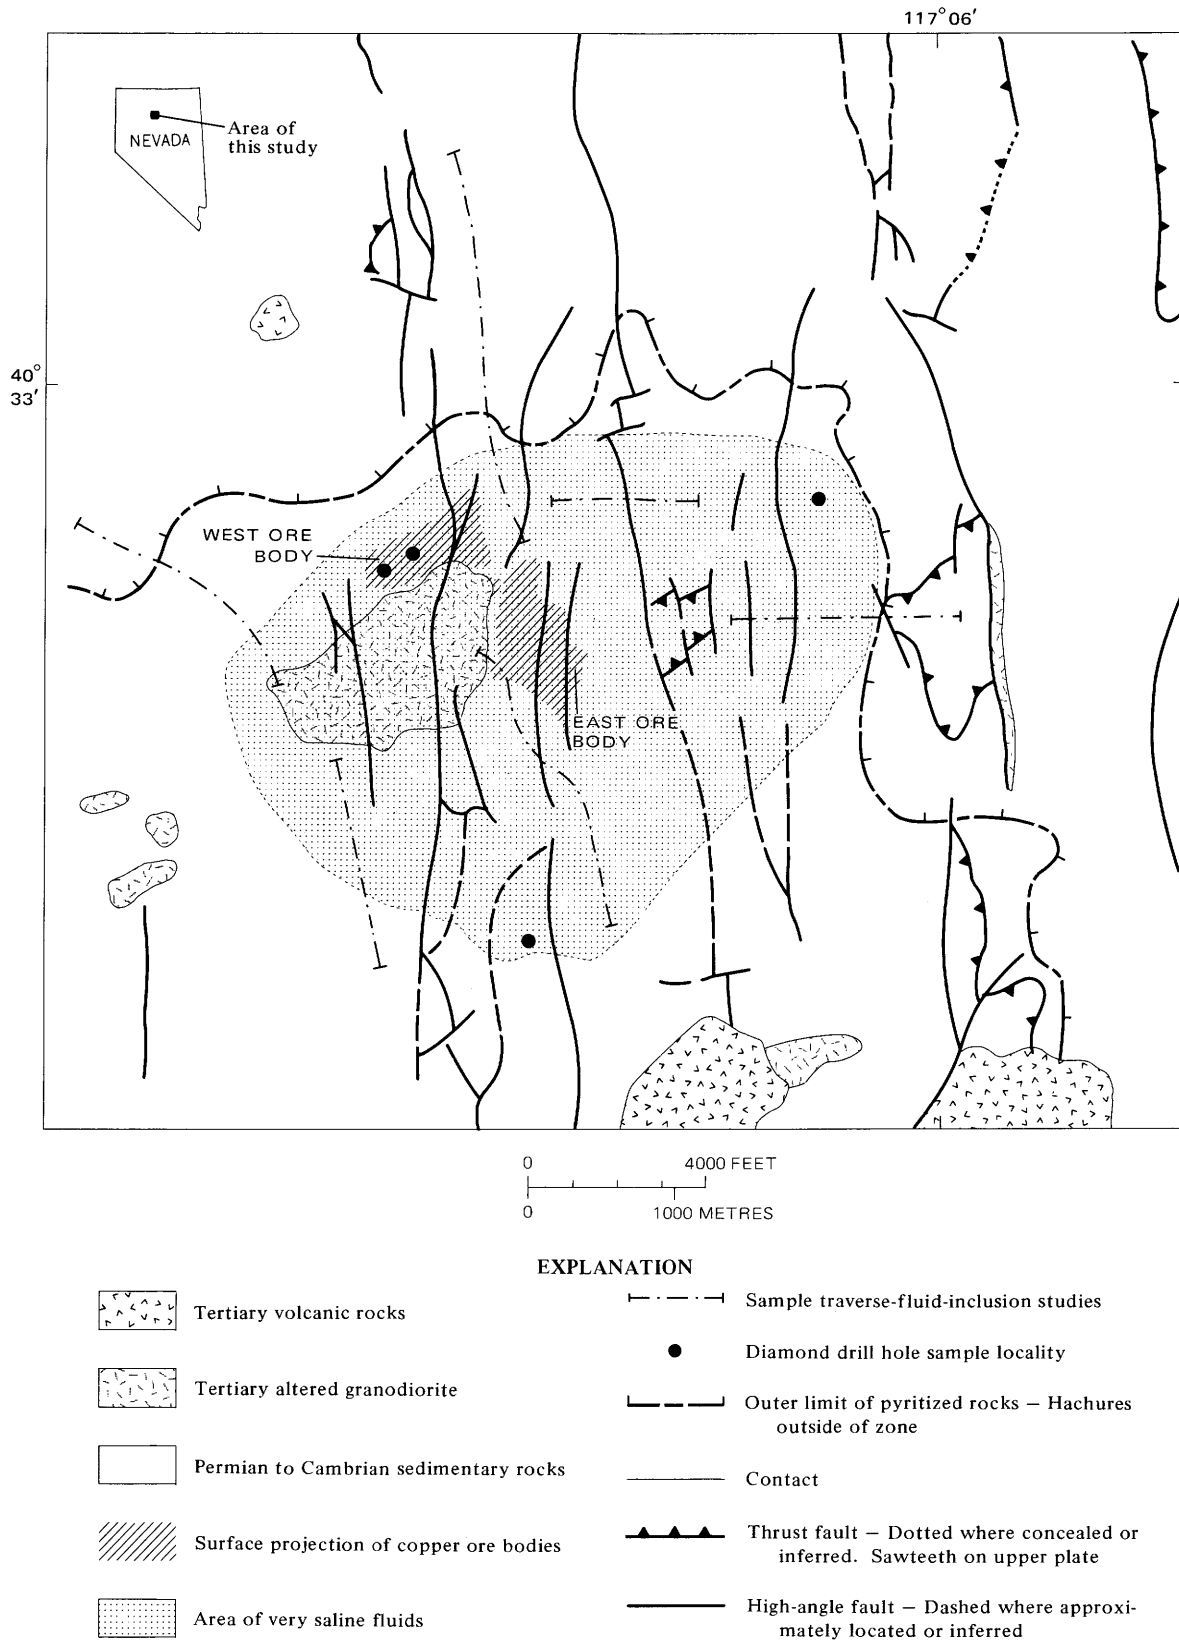 117° 06′
Area of
this study
NEVADA
40°
33′
WEST ORE
BODY
EAST ORE
BODY
0 4000 FEET
0 1000 METRES
EXPLANATION
Tertiary volcanic rocks
Tertiary altered granodiorite
Permian to Cambrian sedimentary rocks
Surface projection of copper ore bodies
Area of very saline fluids
Sample traverse-fluid-inclusion studies
Diamond drill hole sample locality
Outer limit of pyritized rocks — Hachures
outside of zone
Contact
Thrust fault — Dotted where concealed or
inferred. Sawteeth on upper plate
High-angle fault — Dashed where approxi-
mately located or inferred